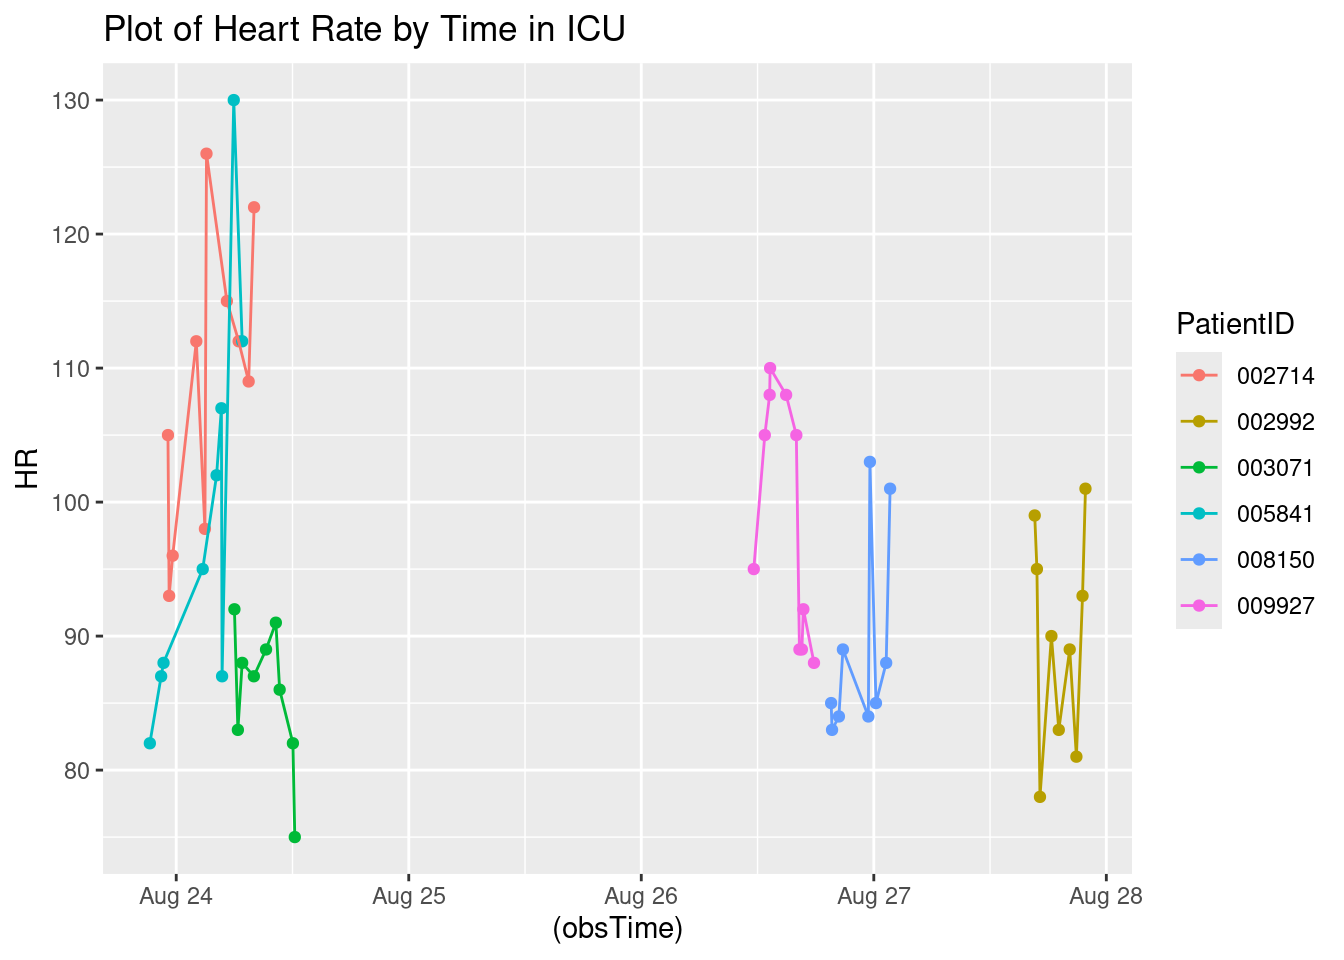 Plot of Heart Rate by Time in ICU
HR
130
120
110
100
90
80
Aug 24 Aug 25 Aug 26 Aug 27 Aug 28
(obsTime)
PatientID
002714
002992
003071
005841
008150
009927